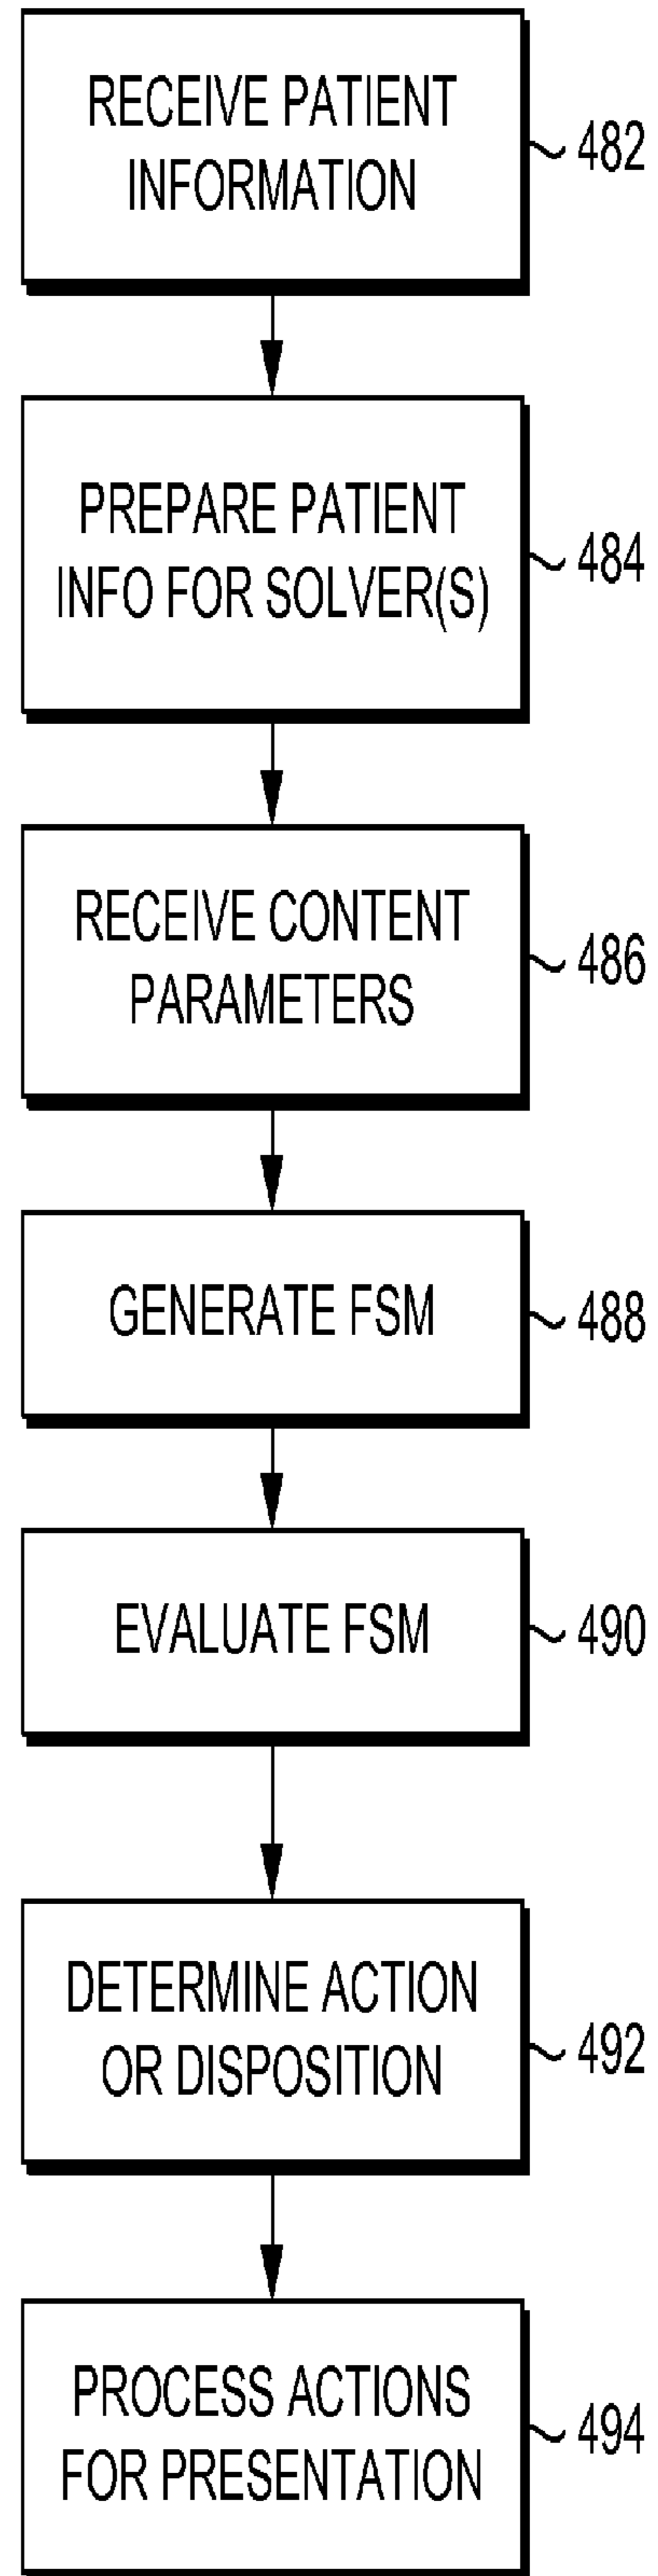 RECEIVE PATIENT
INFORMATION
482
PREPARE PATIENT
INFO FOR SOLVER(S)
484
RECEIVE CONTENT
PARAMETERS
486
GENERATE FSM
488
EVALUATE FSM
490
DETERMINE ACTION
OR DISPOSITION
492
PROCESS ACTIONS
FOR PRESENTATION
494